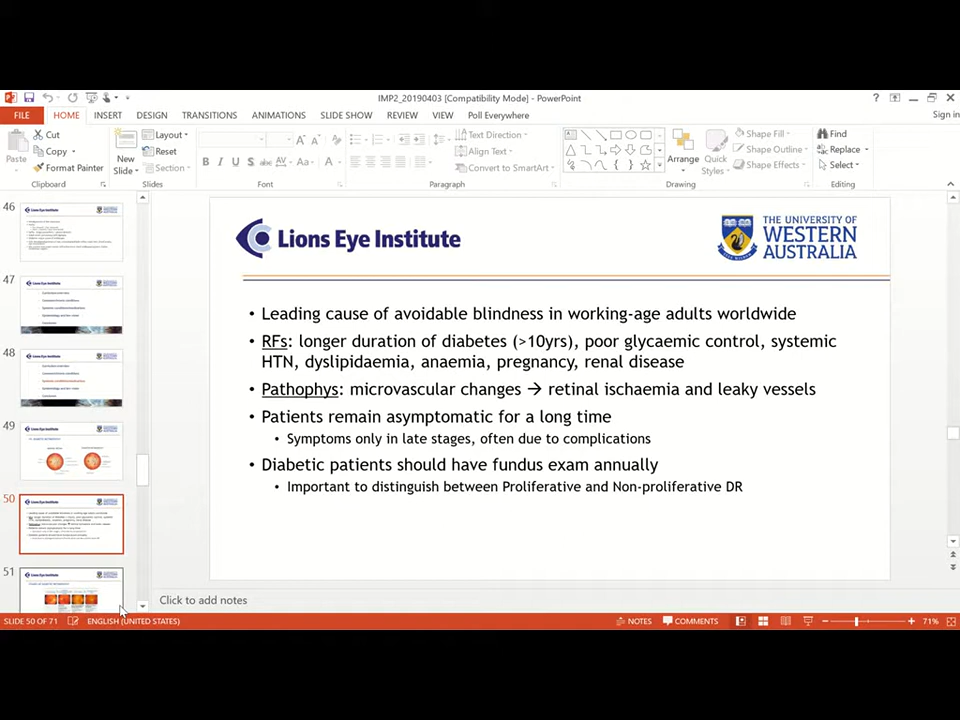 IMP2_20190403 [Compatibility Mode] - PowerPoint
Sign in
FILE HOME INSERT DESIGN TRANSITIONS ANIMATIONS SLIDE SHOW REVIEW VIEW Poll Everywhere
Paste
Cut
Copy
Format Painter
Clipboard
New Slide
Layout
Reset
Section
Slides
B I U S abc AV Aa A
Font
Text Direction
Align Text
Convert to SmartArt
Paragraph
Arrange
Quick Styles
Shape Fill
Shape Outline
Shape Effects
Drawing
Find
Replace
Select
Editing
46
47
48
49
50
51
Lions Eye Institute
THE UNIVERSITY OF
WESTERN
AUSTRALIA
• Leading cause of avoidable blindness in working-age adults worldwide
• RFs: longer duration of diabetes (>10yrs), poor glycaemic control, systemic
HTN, dyslipidaemia, anaemia, pregnancy, renal disease
• Pathophys: microvascular changes → retinal ischaemia and leaky vessels
• Patients remain asymptomatic for a long time
• Symptoms only in late stages, often due to complications
• Diabetic patients should have fundus exam annually
• Important to distinguish between Proliferative and Non-proliferative DR
Click to add notes
SLIDE 50 OF 71 ENGLISH (UNITED STATES) NOTES COMMENTS 71%